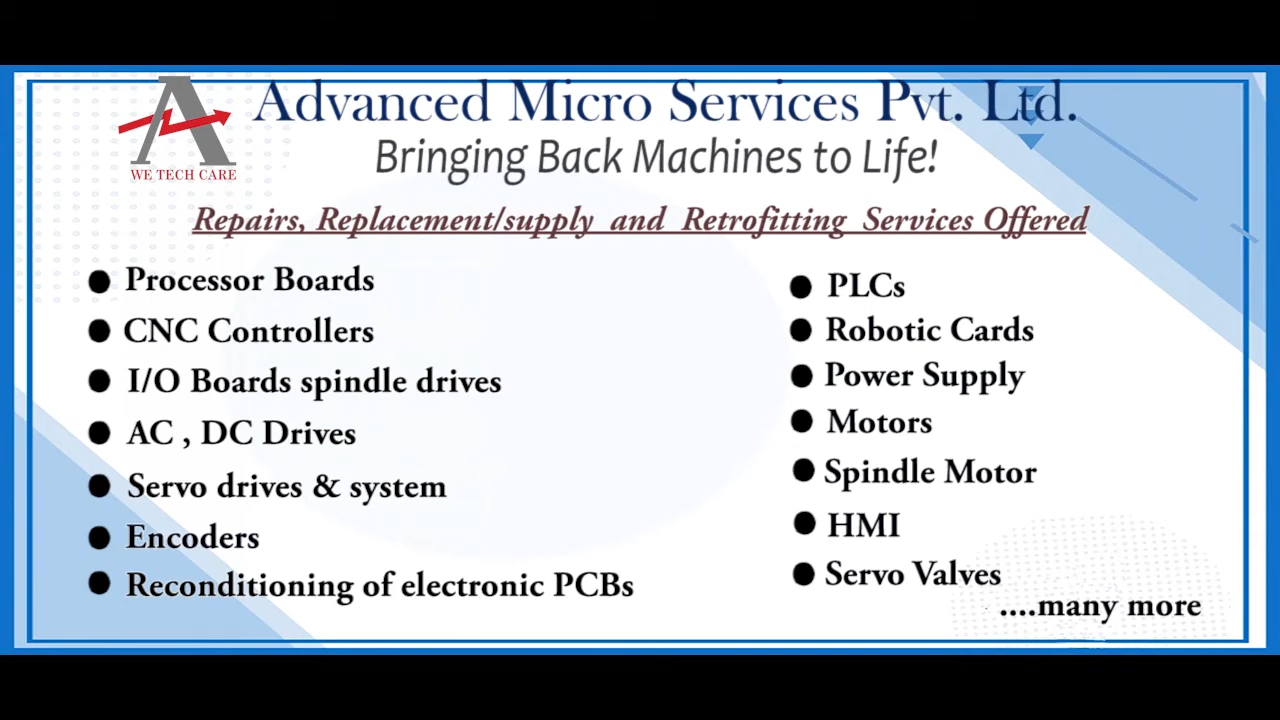 Advanced Micro Services Pvt. Ltd.
WE TECH CARE
Bringing Back Machines to Life!
Repairs, Replacement/supply and Retrofitting Services Offered
Processor Boards
CNC Controllers
I/O Boards spindle drives
AC , DC Drives
Servo drives & system
Encoders
Reconditioning of electronic PCBs
PLCs
Robotic Cards
Power Supply
Motors
Spindle Motor
HMI
Servo Valves
....many more